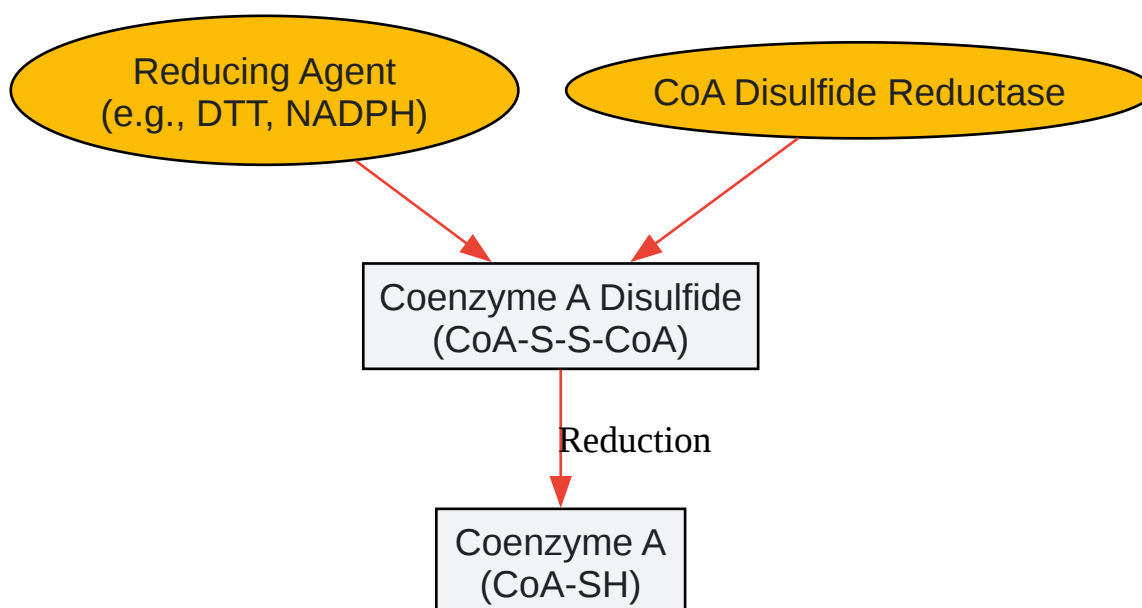 Reducing Agent
(e.g., DTT, NADPH)
CoA Disulfide Reductase
Coenzyme A Disulfide
(CoA-S-S-CoA)
Reduction
Coenzyme A
(CoA-SH)